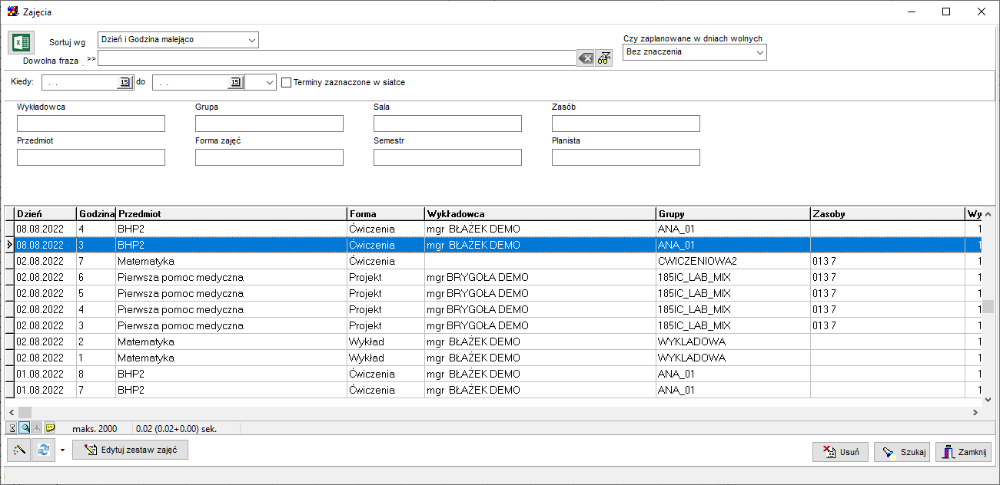 Zajęcia
Sortuj wg Dzień i Godzina malejąco Czy zaplanowane w dniach wolnych
Dowolna fraza >> Bez znaczenia
Kiedy: . . 15 do . . 15 Terminy zaznaczone w siatce
Wykładowca Grupa Sala Zasób
Przedmiot Forma zajęć Semestr Planista
Dzień Godzina Przedmiot Forma Wykładowca Grupy Zasoby Wy
08.08.2022 4 BHP2 Ćwiczenia mgr BŁAŻEK DEMO ANA_01 1
08.08.2022 3 BHP2 Ćwiczenia mgr BŁAŻEK DEMO ANA_01 1
02.08.2022 7 Matematyka Ćwiczenia CWICZENIOWA2 013 7 1
02.08.2022 6 Pierwsza pomoc medyczna Projekt mgr BRYGOŁA DEMO 185IC_LAB_MIX 013 7 1
02.08.2022 5 Pierwsza pomoc medyczna Projekt mgr BRYGOŁA DEMO 185IC_LAB_MIX 013 7 1
02.08.2022 4 Pierwsza pomoc medyczna Projekt mgr BRYGOŁA DEMO 185IC_LAB_MIX 013 7 1
02.08.2022 3 Pierwsza pomoc medyczna Projekt mgr BRYGOŁA DEMO 185IC_LAB_MIX 013 7 1
02.08.2022 2 Matematyka Wykład mgr BŁAŻEK DEMO WYKLADOWA 1
02.08.2022 1 Matematyka Wykład mgr BŁAŻEK DEMO WYKLADOWA 1
01.08.2022 8 BHP2 Ćwiczenia mgr BŁAŻEK DEMO ANA_01 1
01.08.2022 7 BHP2 Ćwiczenia mgr BŁAŻEK DEMO ANA_01 1
maks. 2000 0.02 (0.02+0.00) sek.
Edytuj zestaw zajęć Usuń Szukaj Zamknij